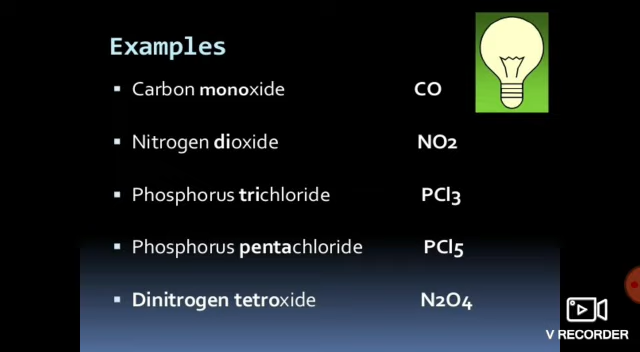 Examples
Carbon monoxide CO
Nitrogen dioxide NO2
Phosphorus trichloride PCl3
Phosphorus pentachloride PCl5
Dinitrogen tetroxide N2O4
V RECORDER